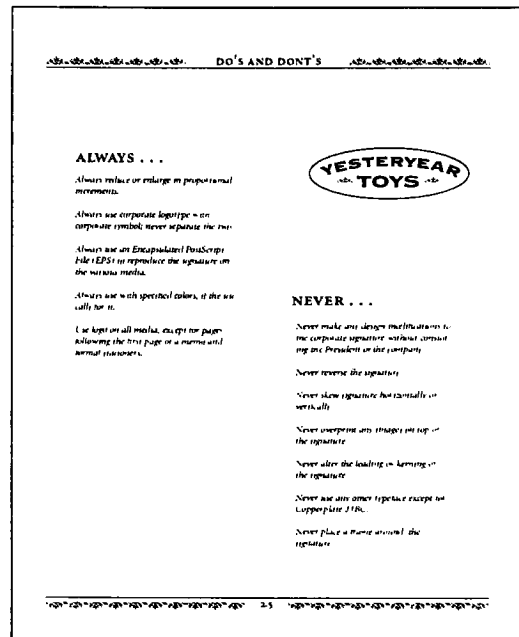 DO'S AND DONT'S
ALWAYS . . .
Always reduce or enlarge in proportional
increments.
Always use corporate logotype with
corporate symbol; never separate the two.
Always use an Encapsulated PostScript
File (EPS) to reproduce the signature on
the various media.
Always use with specified colors, if the use
calls for it.
Use logo on all media, except for pages
following the first page of a memo and
formal stationers.
YESTERYEAR
TOYS
NEVER . . .
Never make any design modifications to
the corporate signature without consult
ing the President of the company
Never reverse the signature
Never skew signature horizontally or
vertically
Never overprint any images on top of
the signature
Never alter the leading or kerning of
the signature
Never use any other typeface except for
Copperplate 31BC.
Never place a frame around the
signature
25